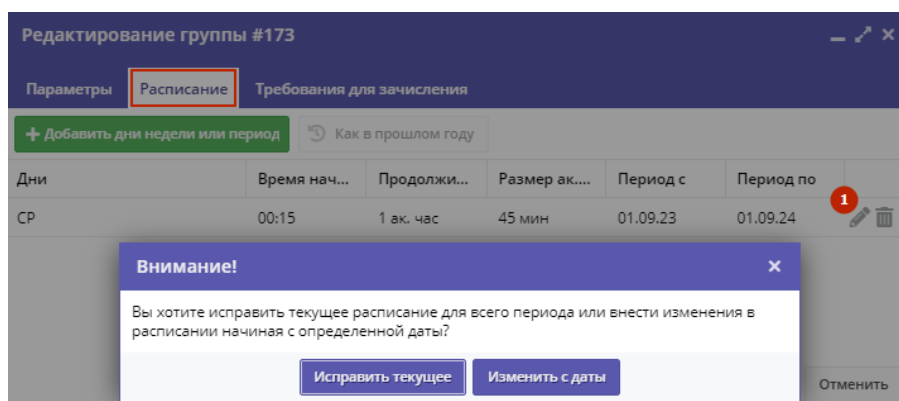 Редактирование группы #173
Параметры Расписание Требования для зачисления
+ Добавить дни недели или период Как в прошлом году
Дни Время нач... Продолжи... Размер ак.... Период с Период по
1
СР 00:15 1 ак. час 45 мин 01.09.23 01.09.24
Внимание!
Вы хотите исправить текущее расписание для всего периода или внести изменения в
расписании начиная с определенной даты?
Исправить текущее Изменить с даты
Отменить